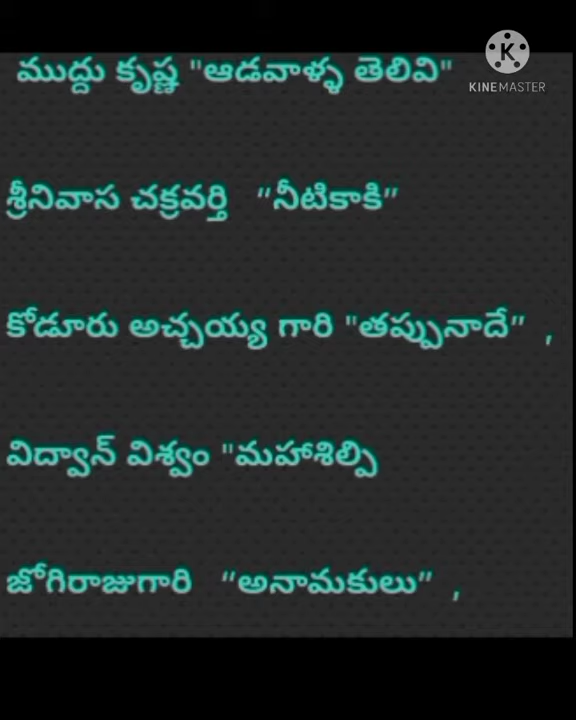 ముద్దు కృష్ణ "ఆడవాళ్ళ తెలివి"
KINEMASTER
శ్రీనివాస చక్రవర్తి "నీటికాకి"
కోడూరు అచ్చయ్య గారి "తప్పునాదే" ,
విద్వాన్ విశ్వం "మహాశిల్పి
జోగిరాజుగారి "అనామకులు" ,